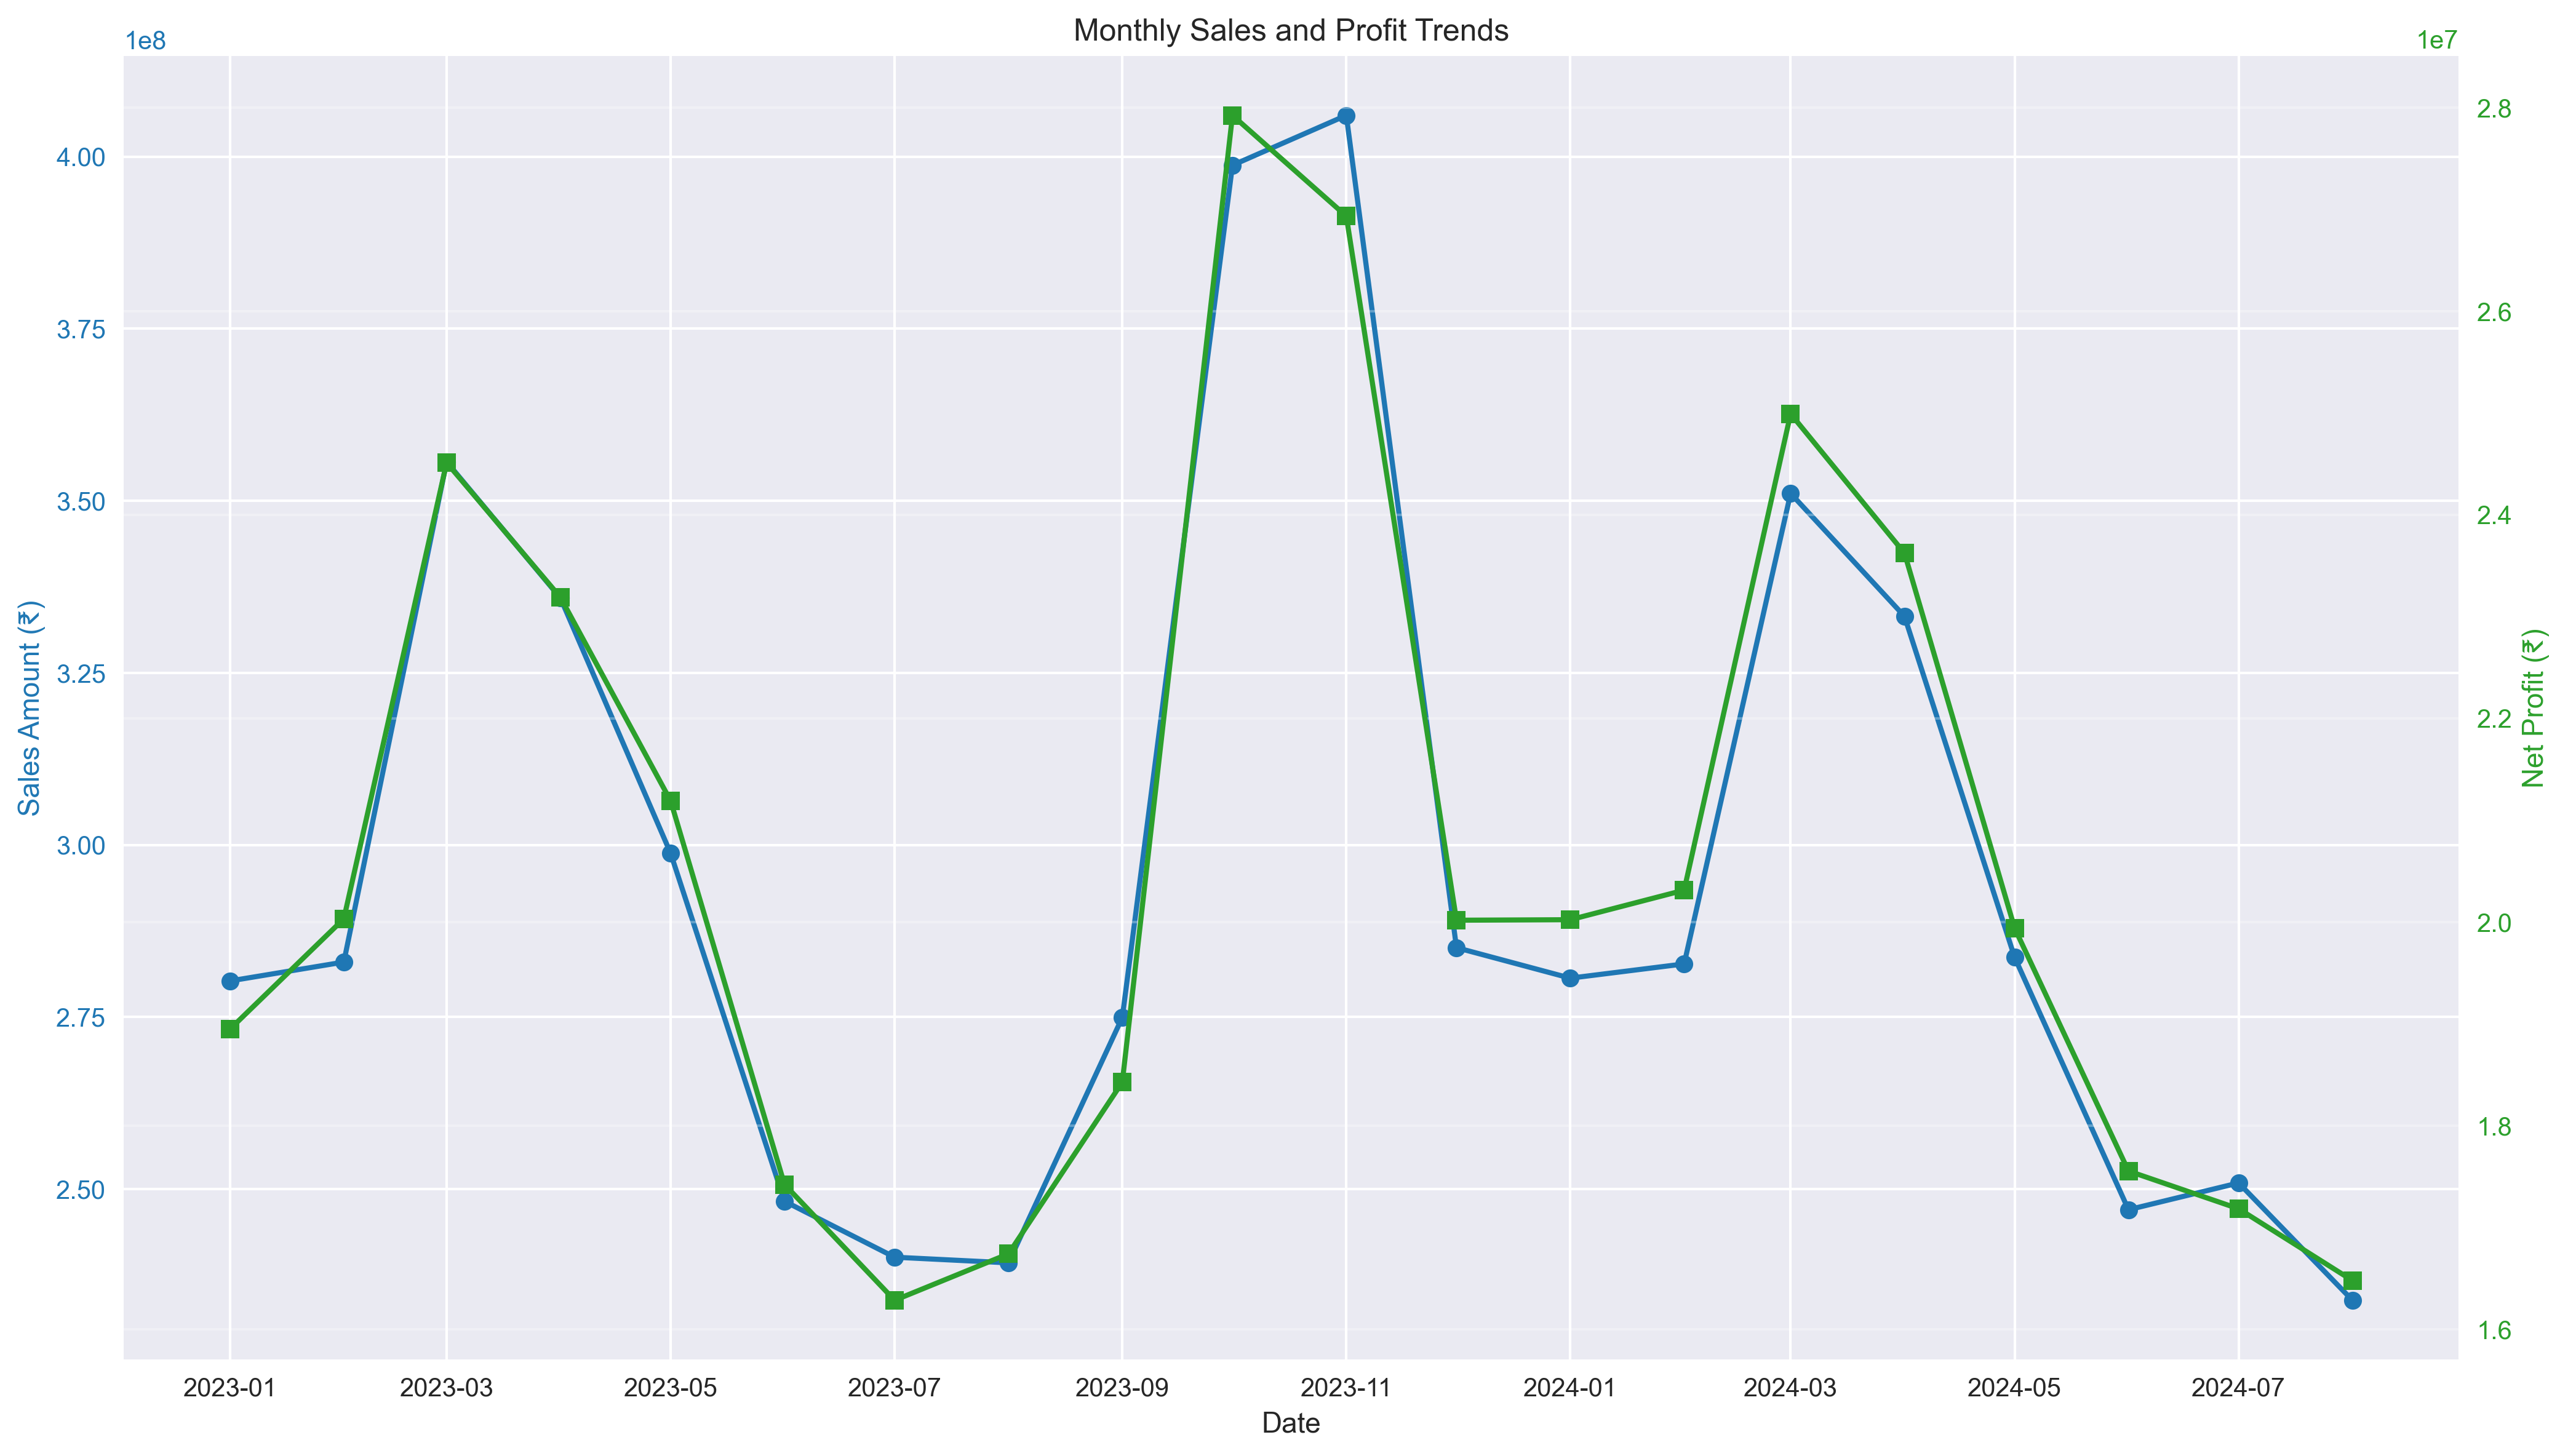 Monthly Sales and Profit Trends
1e8
1e7
4.00
3.75
3.50
3.25
3.00
2.75
2.50
Sales Amount (₹)
2.8
2.6
2.4
2.2
2.0
1.8
1.6
Net Profit (₹)
2023-01 2023-03 2023-05 2023-07 2023-09 2023-11 2024-01 2024-03 2024-05 2024-07
Date